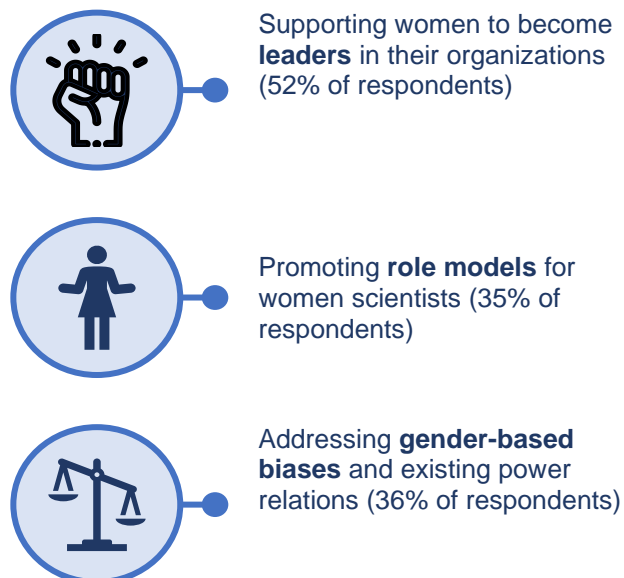 Supporting women to become
leaders in their organizations
(52% of respondents)
Promoting role models for
women scientists (35% of
respondents)
Addressing gender-based
biases and existing power
relations (36% of respondents)